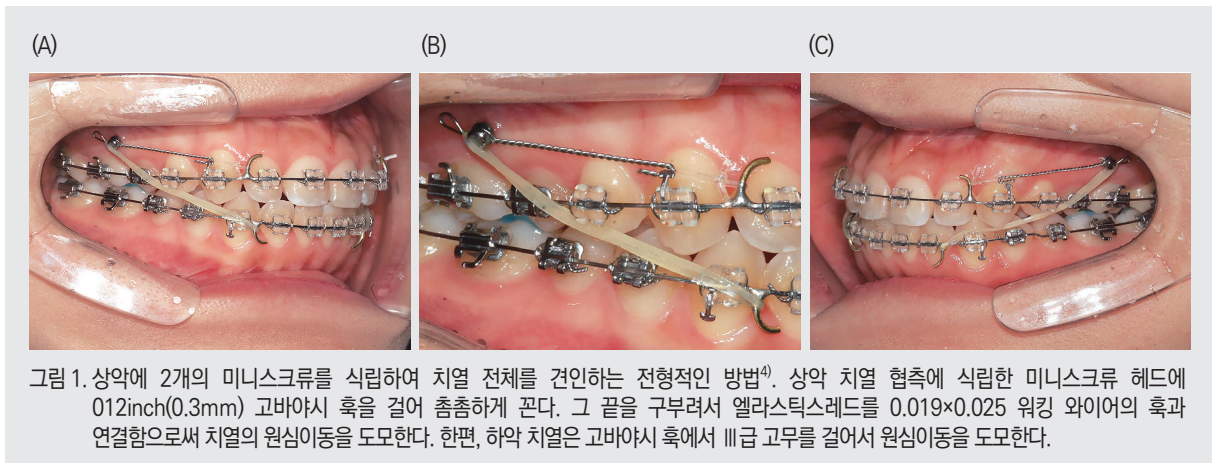 (A)
(B)
(C)
그림 1. 상악에 2개의 미니스크류를 식립하여 치열 전체를 견인하는 전형적인 방법4). 상악 치열 협측에 식립한 미니스크류 헤드에
012inch(0.3mm) 고바야시 훅을 걸어 촘촘하게 꼰다. 그 끝을 구부려서 엘라스틱스레드를 0.019×0.025 워킹 와이어의 훅과
연결함으로써 치열의 원심이동을 도모한다. 한편, 하악 치열은 고바야시 훅에서 Ⅲ급 고무를 걸어서 원심이동을 도모한다.